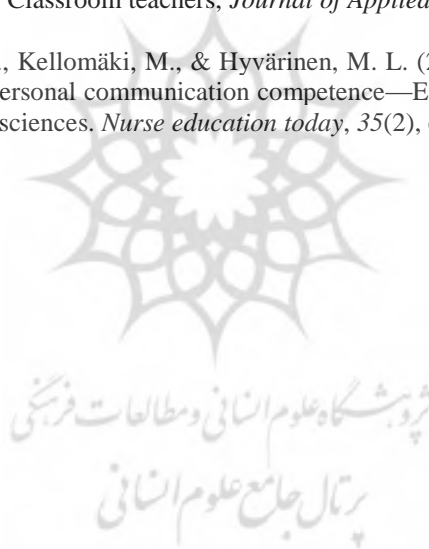 Classroom teachers, Journal of Applied
., Kellomäki, M., & Hyvärinen, M. L. (2
ersonal communication competence—E
sciences. Nurse education today, 35(2),
پژوهشگاه علوم انسانی و مطالعات فرهنگی
پرتال جامع علوم انسانی